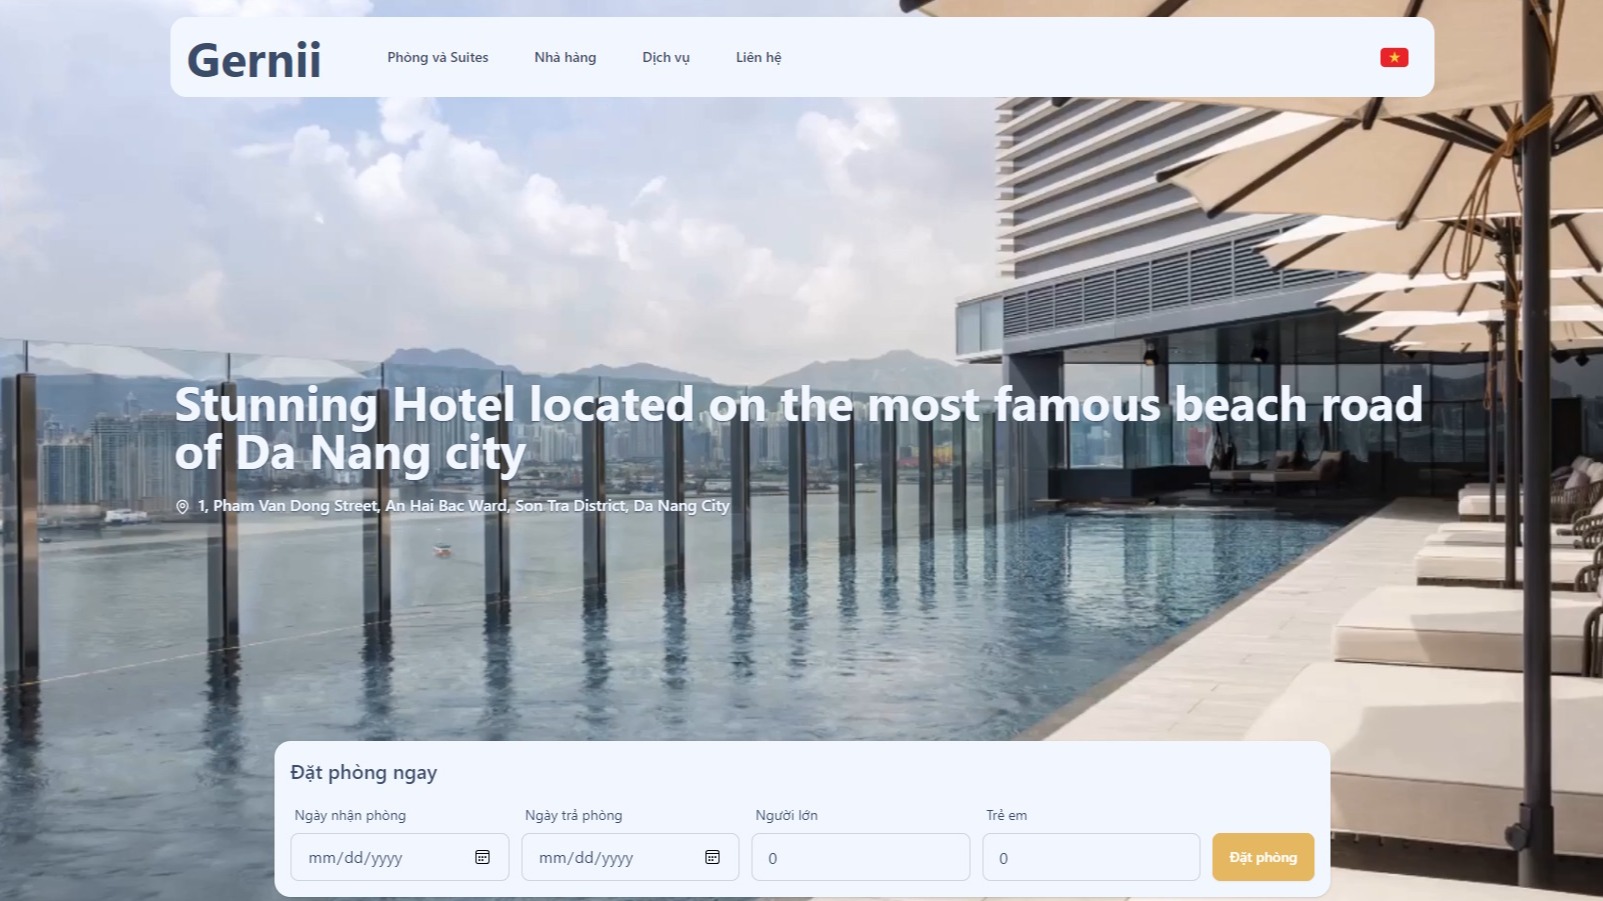 Gernii
Phòng và Suites
Nhà hàng
Dịch vụ
Liên hệ
Stunning Hotel located on the most famous beach road
of Da Nang city
1, Pham Van Dong Street, An Hai Bac Ward, Son Tra District, Da Nang City
Đặt phòng ngay
Ngày nhận phòng
Ngày trả phòng
Người lớn
Trẻ em
mm/dd/yyyy
mm/dd/yyyy
0
0
Đặt phòng